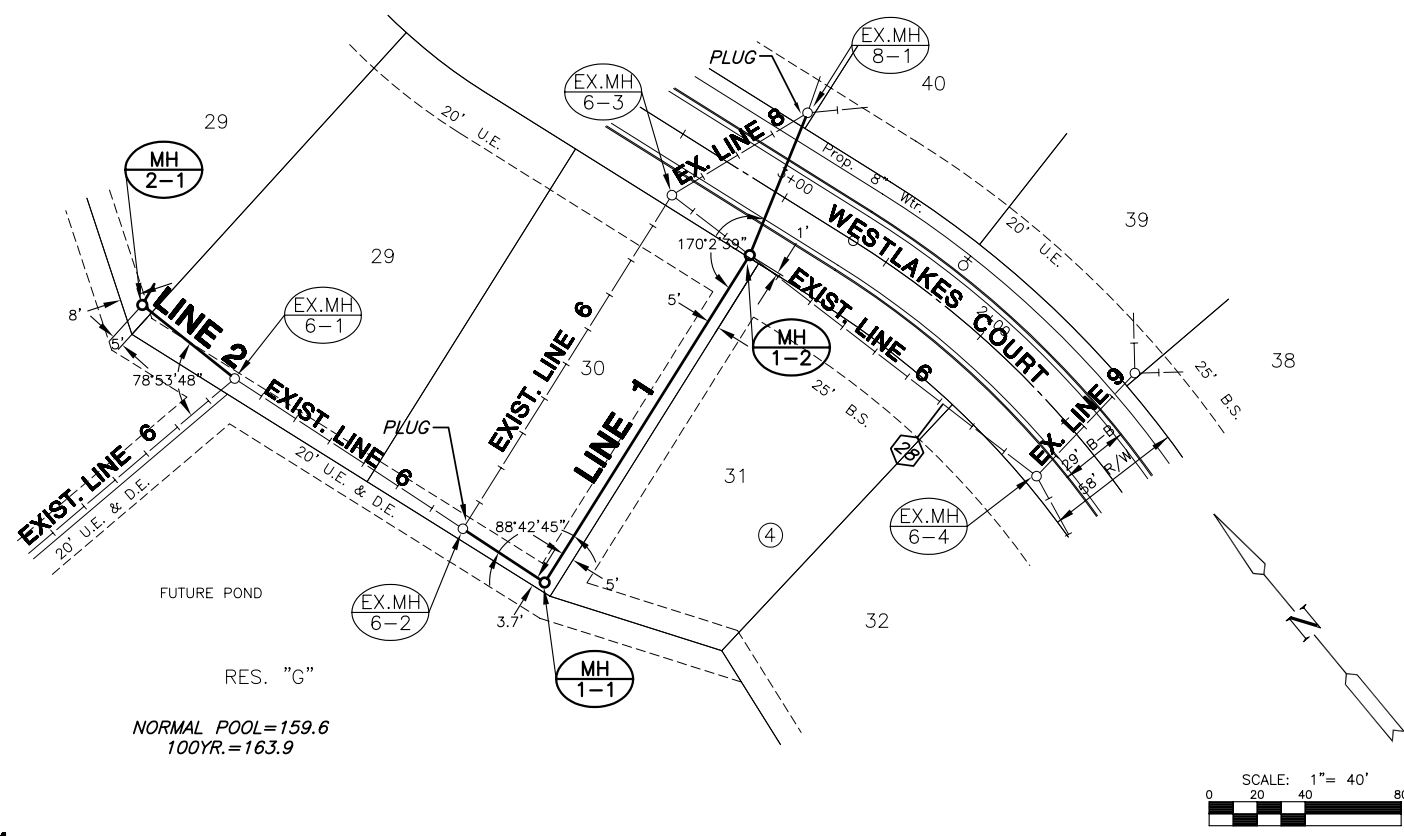 EX.MH
8-1
PLUG
40
EX.MH
6-3
29
20' U.E.
EX. LINE 8
MH
2-1
Prop. 8" Wtr.
WESTLAKES COURT
20' U.E.
39
170°2'39"
1'
29
EX.MH
6-1
8'
5'
LINE 2
78°53'48"
EXIST. LINE 6
5'
EXIST. LINE 6
MH
1-2
30
LINE 1
25' B.S.
EX. LINE 9
25' B.S.
38
EXIST. LINE 6
20' U.E. & D.E.
EXIST. LINE 6
PLUG
20' U.E. & D.E.
28
29' B-B
58' R/W
31
4
EX.MH
6-4
88°42'45"
5'
3.7'
FUTURE POND
EX.MH
6-2
32
N
RES. "G"
MH
1-1
NORMAL POOL=159.6
100YR.=163.9
SCALE: 1"= 40'
0 20 40 80